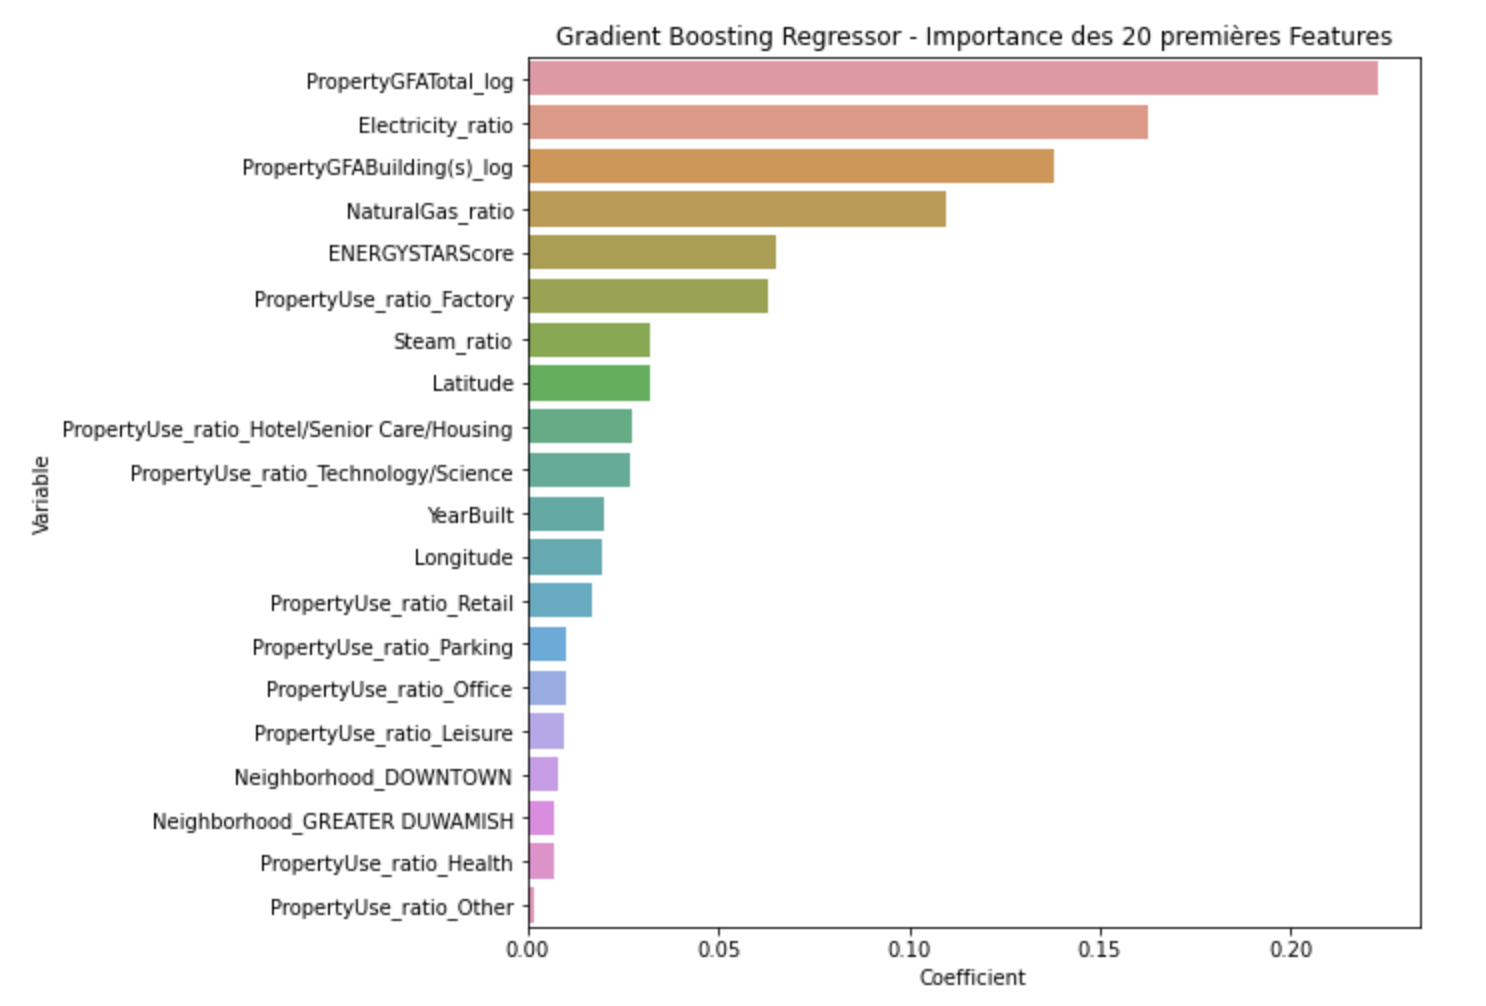 Gradient Boosting Regressor - Importance des 20 premières Features
PropertyGFATotal_log
Electricity_ratio
PropertyGFABuilding(s)_log
NaturalGas_ratio
ENERGYSTARScore
PropertyUse_ratio_Factory
Steam_ratio
Latitude
PropertyUse_ratio_Hotel/Senior Care/Housing
PropertyUse_ratio_Technology/Science
YearBuilt
Longitude
PropertyUse_ratio_Retail
PropertyUse_ratio_Parking
PropertyUse_ratio_Office
PropertyUse_ratio_Leisure
Neighborhood_DOWNTOWN
Neighborhood_GREATER DUWAMISH
PropertyUse_ratio_Health
PropertyUse_ratio_Other
Variable
0.00 0.05 0.10 0.15 0.20
Coefficient